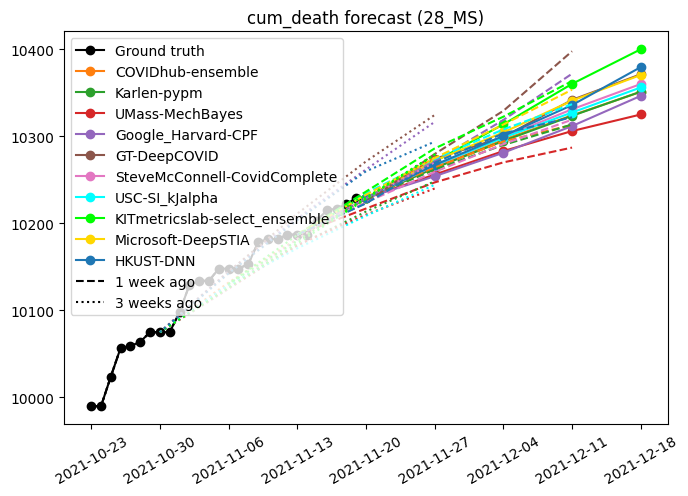 cum_death forecast (28_MS)
10400
10300
10200
10100
10000
Ground truth
COVIDhub-ensemble
Karlen-pypm
UMass-MechBayes
Google_Harvard-CPF
GT-DeepCOVID
SteveMcConnell-CovidComplete
USC-SI_kJalpha
KITmetricslab-select_ensemble
Microsoft-DeepSTIA
HKUST-DNN
1 week ago
3 weeks ago
2021-10-23
2021-10-30
2021-11-06
2021-11-13
2021-11-20
2021-11-27
2021-12-04
2021-12-11
2021-12-18